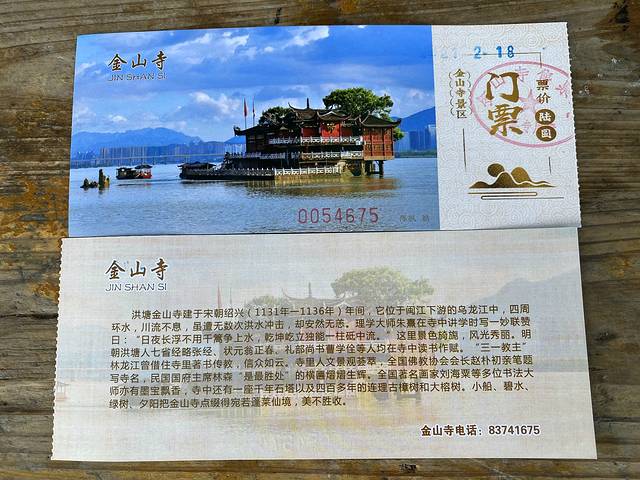 金山寺
JIN SHAN SI
2-18
金山寺景区
门票
票价
陆圆
0054675
金山寺
JIN SHAN SI
洪塘金山寺建于宋朝绍兴（1131年—1136年）年间，它位于闽江下游的乌龙江中，四周
环水，川流不息，虽遭无数次洪水冲击，却安然无恙。理学大师朱熹在寺中讲学时写一妙联赞
日：“日夜长浮不用千篙争上水，乾坤屹立独能一柱砥中流。”这里景色旖旎，风光秀丽。明
朝洪塘人七省经略张经、状元翁正春、礼部尚书曹学佺等人均在寺中读书作赋。“三一教主”
林龙江曾借住寺里著书传教，信众如云。寺里人文景观荟萃，全国佛教协会会长赵朴初亲笔题
写寺名，民国国府主席林森“是最胜处”的横匾熠熠生辉。全国著名画家刘海粟等多位书法大
师亦有墨宝飘香，寺中还有一座千年石塔以及四百多年的连理古樟树和大榕树。小船、碧水、
绿树、夕阳把金山寺点缀得宛若蓬莱仙境，美不胜收。
金山寺电话：83741675